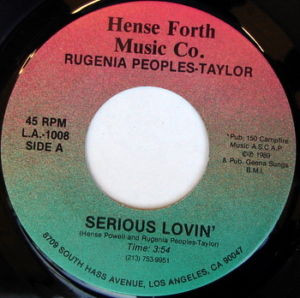 Hense Forth
Music Co.
RUGENIA PEOPLES-TAYLOR
45 RPM
L.A.-1008
SIDE A
Pub. 150 Campfire
Music A.S.C.A.P.
©℗ 1989
& Pub. Geena Songs
B.M.I.
SERIOUS LOVIN'
(Hense Powell and Rugenia Peoples-Taylor)
Time: 3:54
(213) 753-9951
8709 SOUTH HASS AVENUE, LOS ANGELES, CA 90047